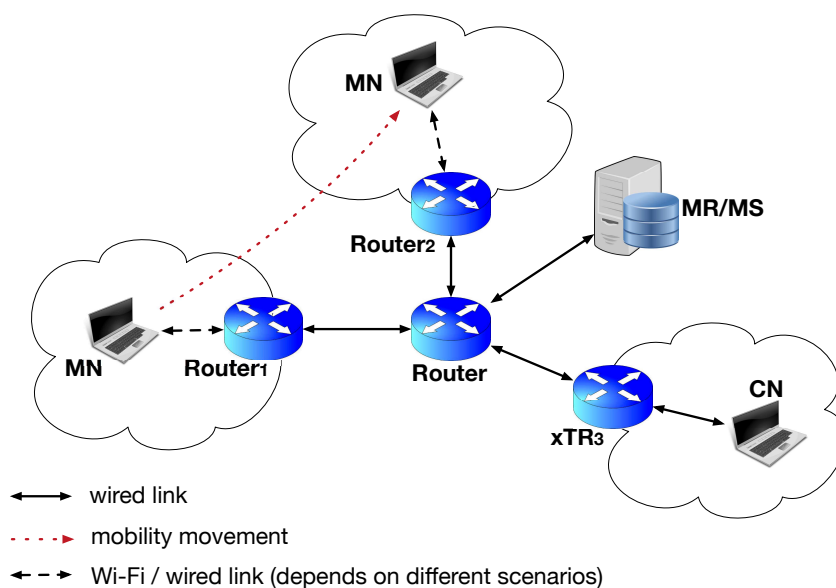 MN
MR/MS
Router2
MN
Router1
Router
CN
xTR3
wired link
mobility movement
Wi-Fi / wired link (depends on different scenarios)